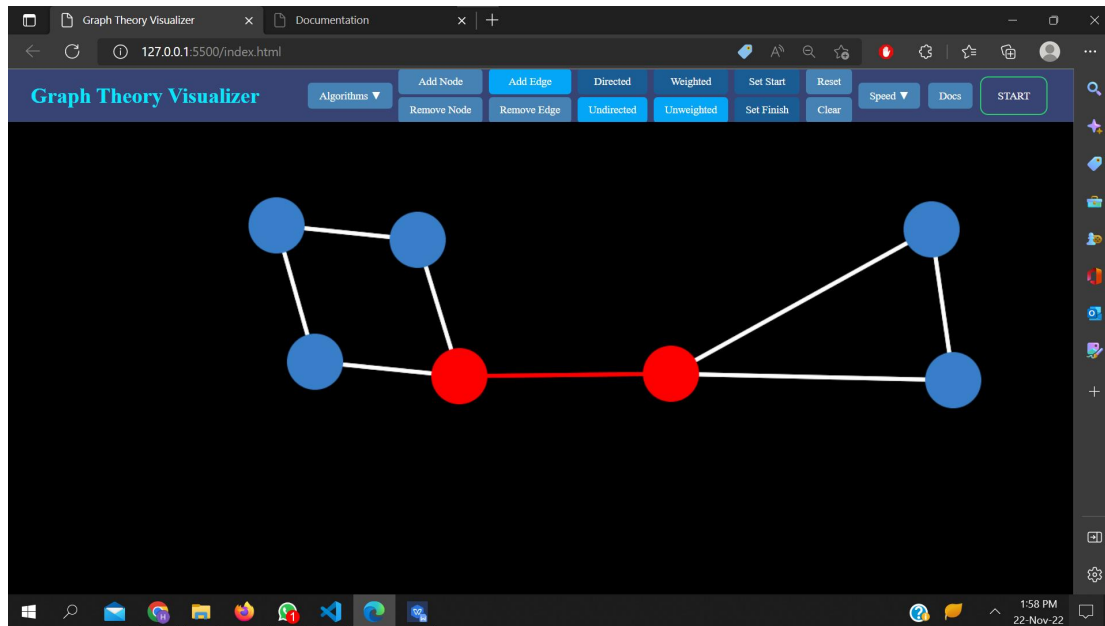 Graph Theory Visualizer
Documentation
127.0.0.1:5500/index.html
Graph Theory Visualizer
Algorithms ▼
Add Node
Add Edge
Directed
Weighted
Set Start
Reset
Remove Node
Remove Edge
Undirected
Unweighted
Set Finish
Clear
Speed ▼
Docs
START
1:58 PM
22-Nov-22